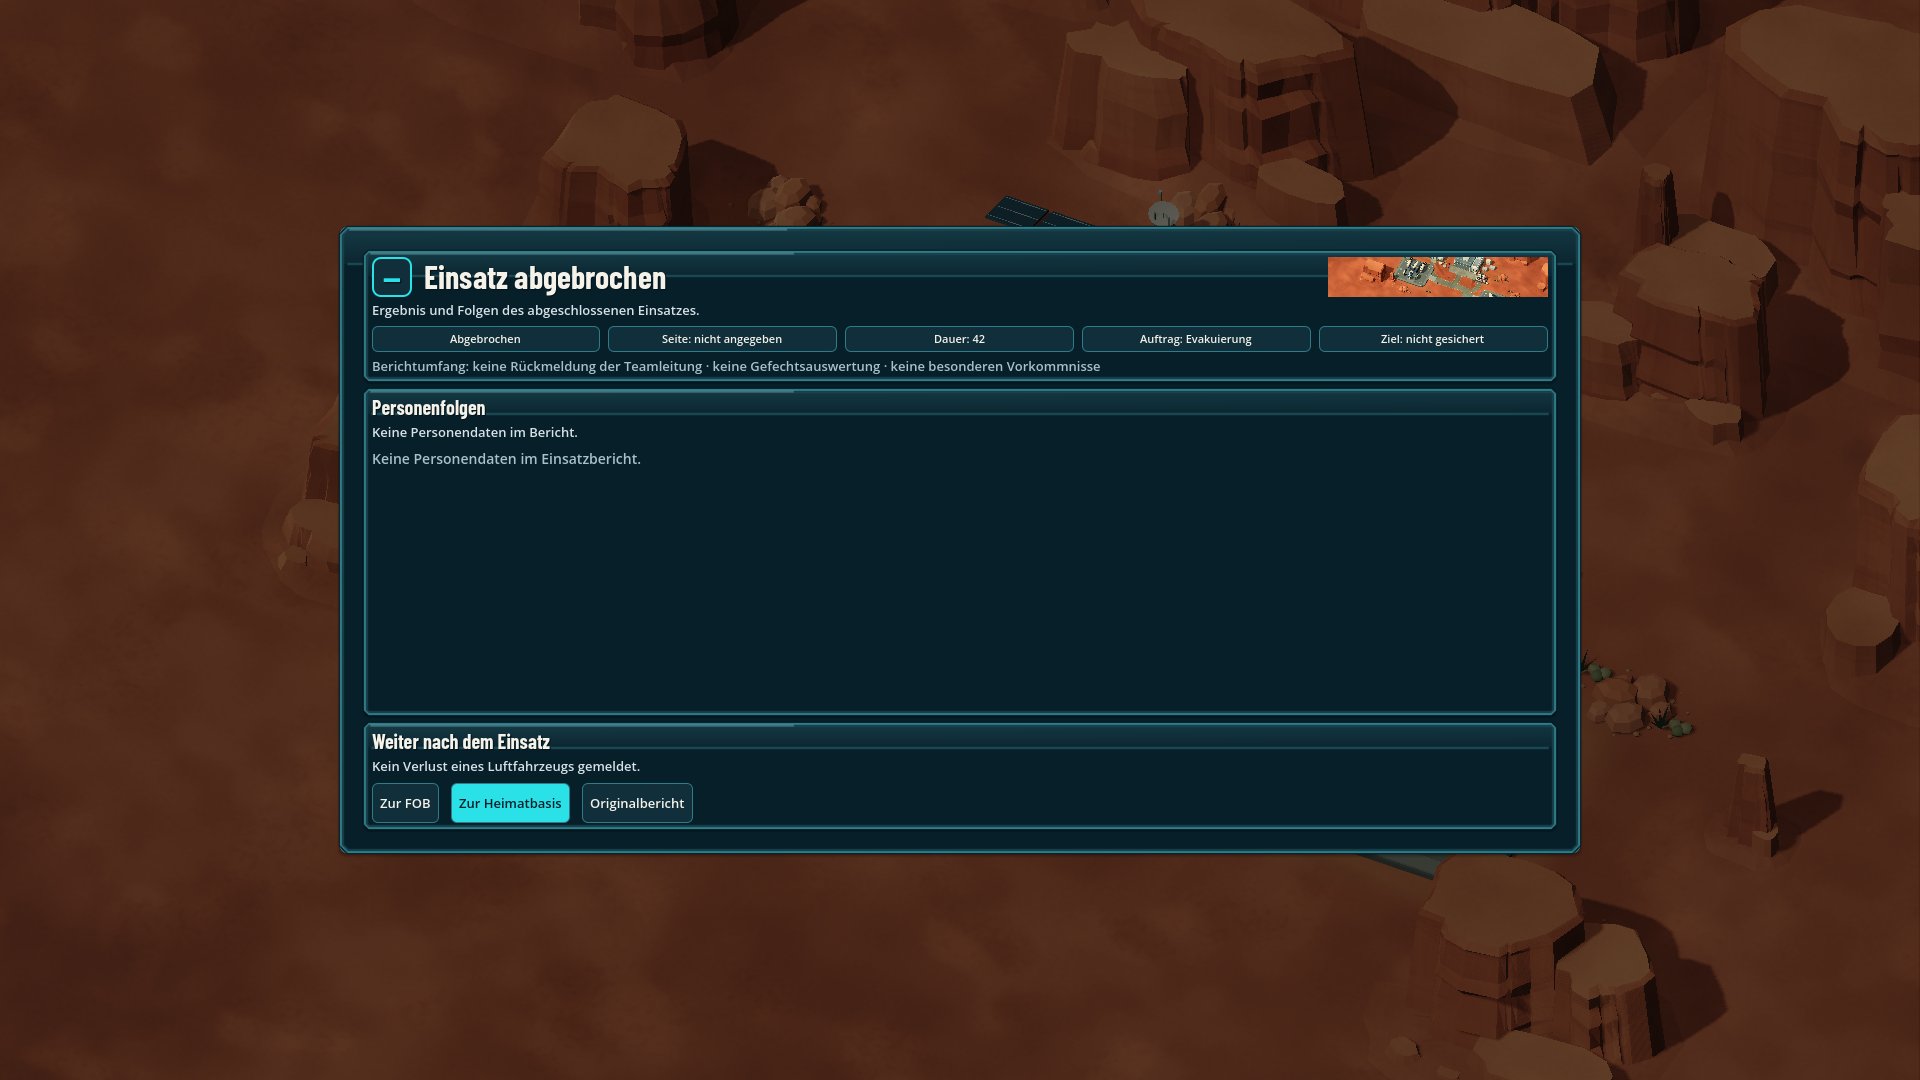 Einsatz abgebrochen
Ergebnis und Folgen des abgeschlossenen Einsatzes.
Abgebrochen
Seite: nicht angegeben
Dauer: 42
Auftrag: Evakuierung
Ziel: nicht gesichert
Berichtumfang: keine Rückmeldung der Teamleitung · keine Gefechtsauswertung · keine besonderen Vorkommnisse
Personenfolgen
Keine Personendaten im Bericht.
Keine Personendaten im Einsatzbericht.
Weiter nach dem Einsatz
Kein Verlust eines Luftfahrzeugs gemeldet.
Zur FOB
Zur Heimatbasis
Originalbericht